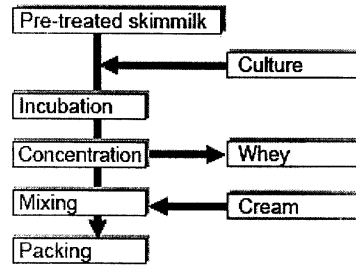 Pre-treated skimmilk
Culture
Incubation
Concentration
Whey
Mixing
Cream
Packing